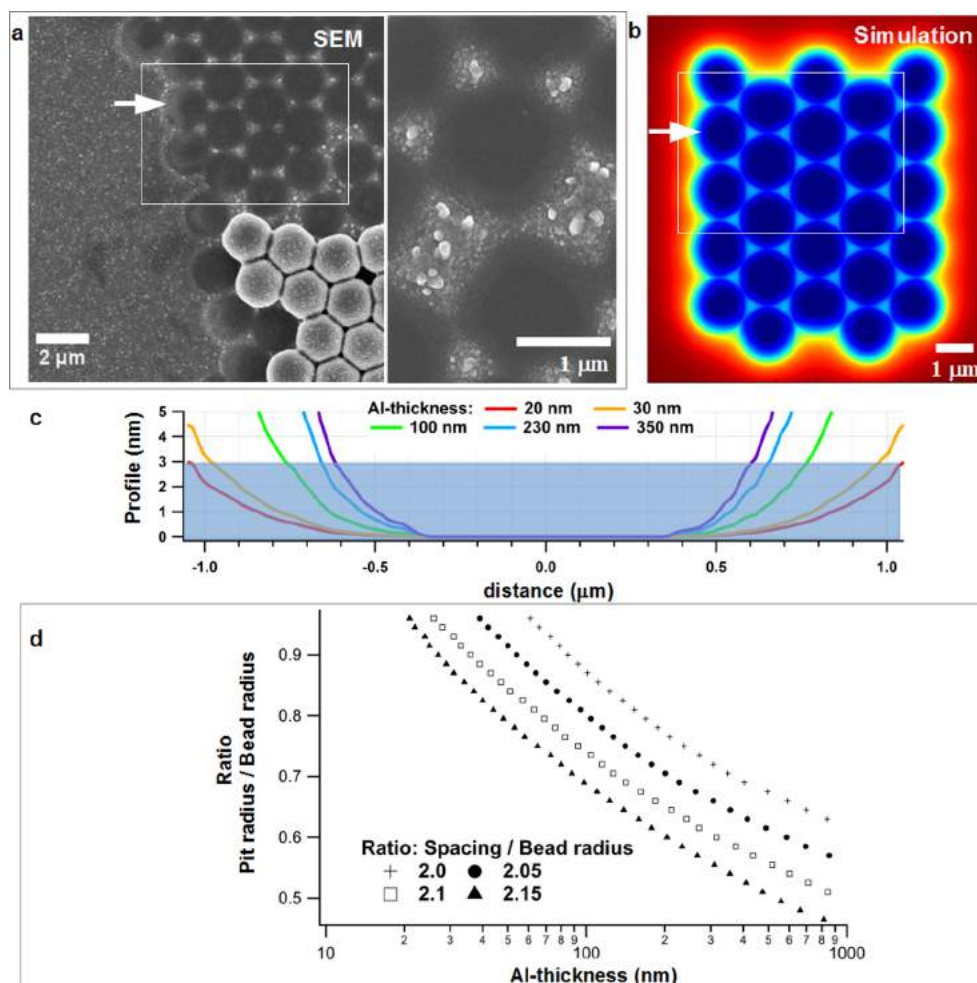 a
SEM
2 µm
1 µm
b
Simulation
1 µm
c
Al-thickness: 20 nm 30 nm
100 nm 230 nm 350 nm
Profile (nm)
5
4
3
2
1
0
-1.0 -0.5 0.0 0.5 1.0
distance (µm)
d
Ratio
Pit radius / Bead radius
0.9
0.8
0.7
0.6
0.5
Ratio: Spacing / Bead radius
2.0 2.05
2.1 2.15
10 2 3 4 5 6 7 8 9 100 2 3 4 5 6 7 8 9 1000
Al-thickness (nm)